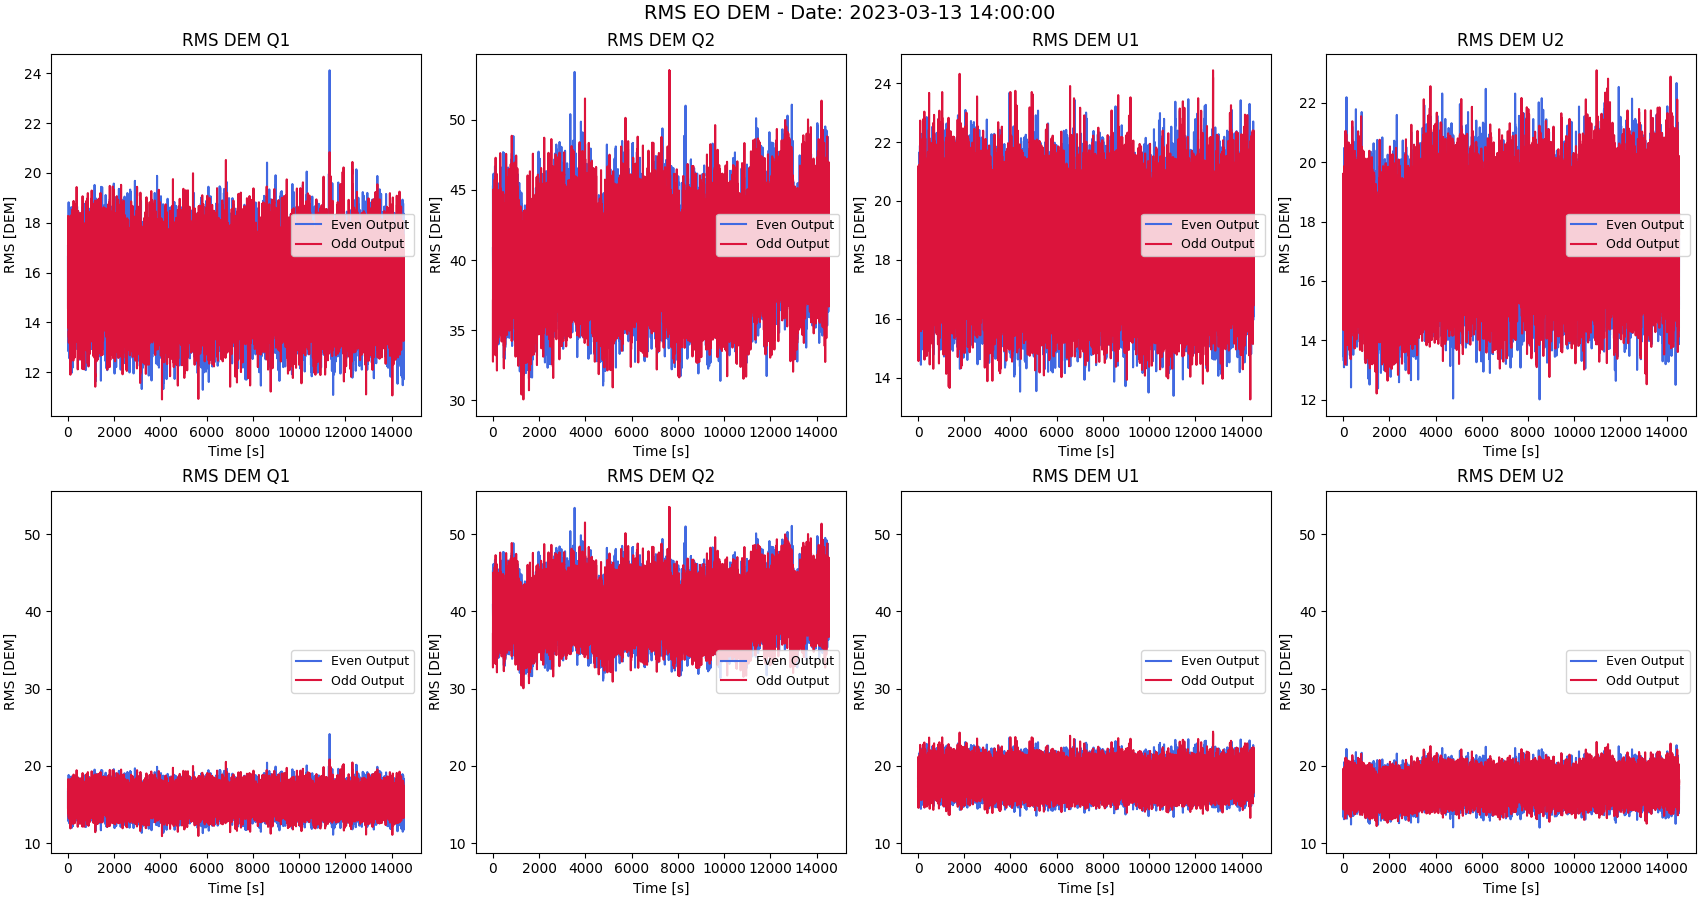 RMS EO DEM - Date: 2023-03-13 14:00:00
RMS DEM Q1
RMS [DEM]
24
22
20
18
16
14
12
Even Output
Odd Output
0 2000 4000 6000 8000 10000 12000 14000
Time [s]
RMS DEM Q2
RMS [DEM]
50
45
40
35
30
Even Output
Odd Output
0 2000 4000 6000 8000 10000 12000 14000
Time [s]
RMS DEM U1
RMS [DEM]
24
22
20
18
16
14
Even Output
Odd Output
0 2000 4000 6000 8000 10000 12000 14000
Time [s]
RMS DEM U2
RMS [DEM]
22
20
18
16
14
12
Even Output
Odd Output
0 2000 4000 6000 8000 10000 12000 14000
Time [s]
RMS DEM Q1
RMS [DEM]
50
40
30
20
10
Even Output
Odd Output
0 2000 4000 6000 8000 10000 12000 14000
Time [s]
RMS DEM Q2
RMS [DEM]
50
40
30
20
10
Even Output
Odd Output
0 2000 4000 6000 8000 10000 12000 14000
Time [s]
RMS DEM U1
RMS [DEM]
50
40
30
20
10
Even Output
Odd Output
0 2000 4000 6000 8000 10000 12000 14000
Time [s]
RMS DEM U2
RMS [DEM]
50
40
30
20
10
Even Output
Odd Output
0 2000 4000 6000 8000 10000 12000 14000
Time [s]